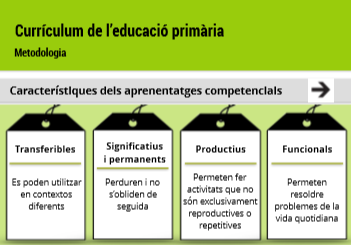 Currículum de l'educació primària
Metodologia
Característiques dels aprenentatges competencials
Transferibles
Es poden utilitzar
en contextos
diferents
Significatius
i permanents
Perduren i no
s'obliden de
seguida
Productius
Permeten fer
activitats que no
són exclusivament
reproductives o
repetitives
Funcionals
Permeten
resoldre
problemes de la
vida quotidiana